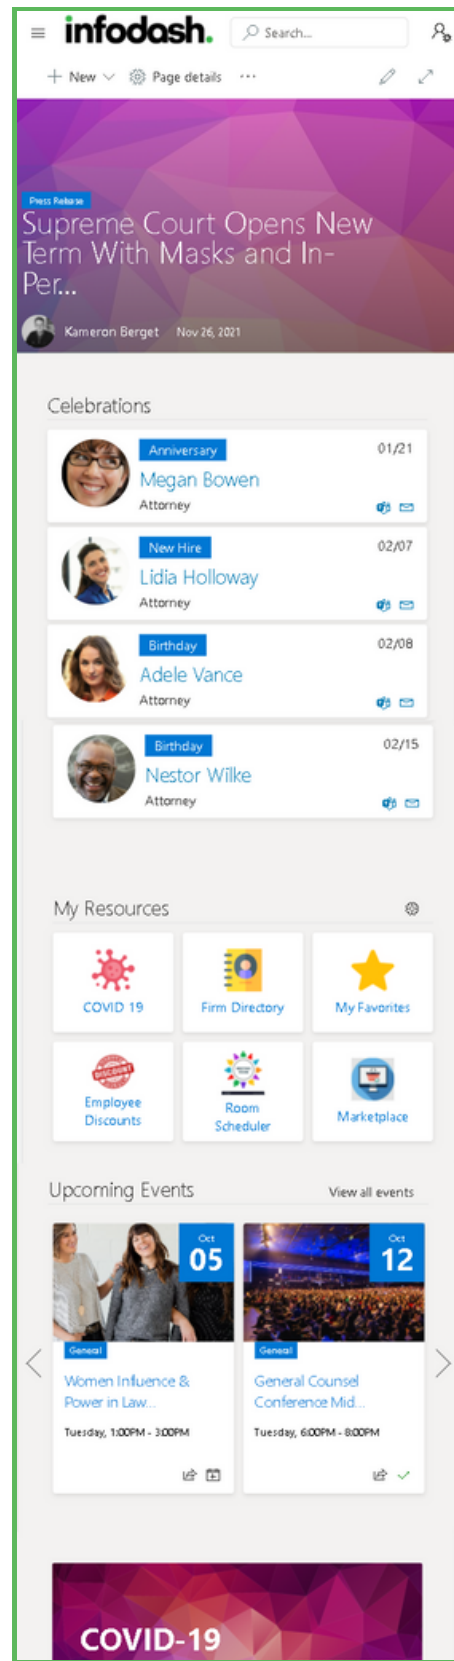 infodash.
Search...
New
Page details
...
Press Release
Supreme Court Opens New
Term With Masks and In-
Per...
Kameron Berget Nov 26, 2021
Celebrations
Anniversary
01/21
Megan Bowen
Attorney
New Hire
02/07
Lidia Holloway
Attorney
Birthday
02/08
Adele Vance
Attorney
Birthday
02/15
Nestor Wilke
Attorney
My Resources
COVID 19
Firm Directory
My Favorites
DISCOUNT
Employee
Discounts
Room
Scheduler
Marketplace
Upcoming Events
View all events
Oct
05
General
Women Influence &
Power in Law...
Tuesday, 1:00PM - 3:00PM
Oct
12
General
General Counsel
Conference Mid...
Tuesday, 6:00PM - 8:00PM
COVID-19